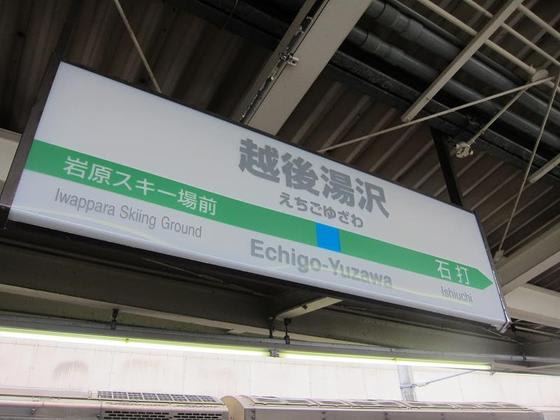 越後湯沢
えちごゆざわ
岩原スキー場前
石打
Iwappara Skiing Ground
Echigo-Yuzawa
Ishiuchi